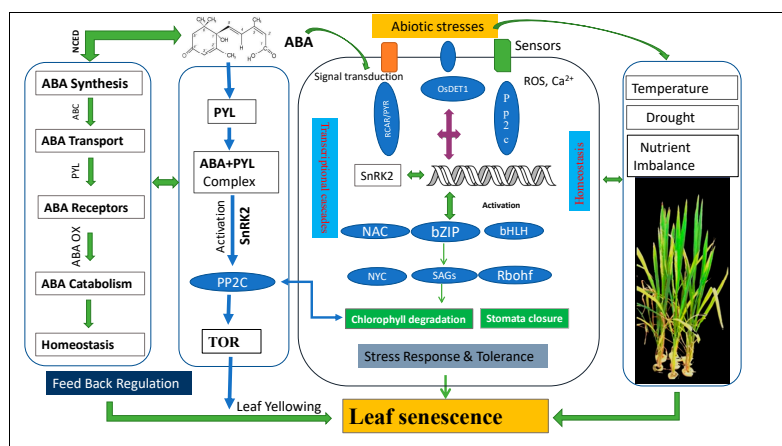 NCED
ABA
Abiotic stresses
Sensors
ABA Synthesis
ABC
ABA Transport
PYL
ABA Receptors
ABA OX
ABA Catabolism
Homeostasis
Feed Back Regulation
PYL
ABA+PYL
Complex
Activation
SnRK2
PP2C
TOR
Leaf Yellowing
Signal transduction
RCAR/PYR
OsDET1
Pp2c
ROS, Ca²⁺
Transcriptional
cascades
Homeostasis
SnRK2
Activation
NAC
bZIP
bHLH
NYC
SAGs
Rbohf
Chlorophyll degradation
Stomata closure
Stress Response & Tolerance
Leaf senescence
Temperature
Drought
Nutrient
Imbalance